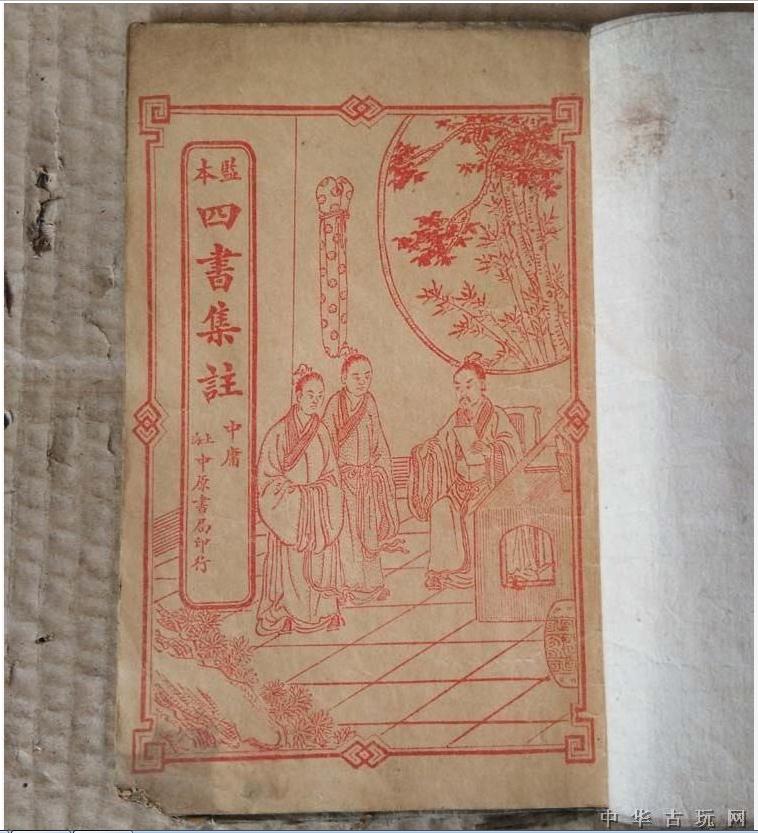 監本
四書集註
中庸
上海中原書局印行
中华古玩网